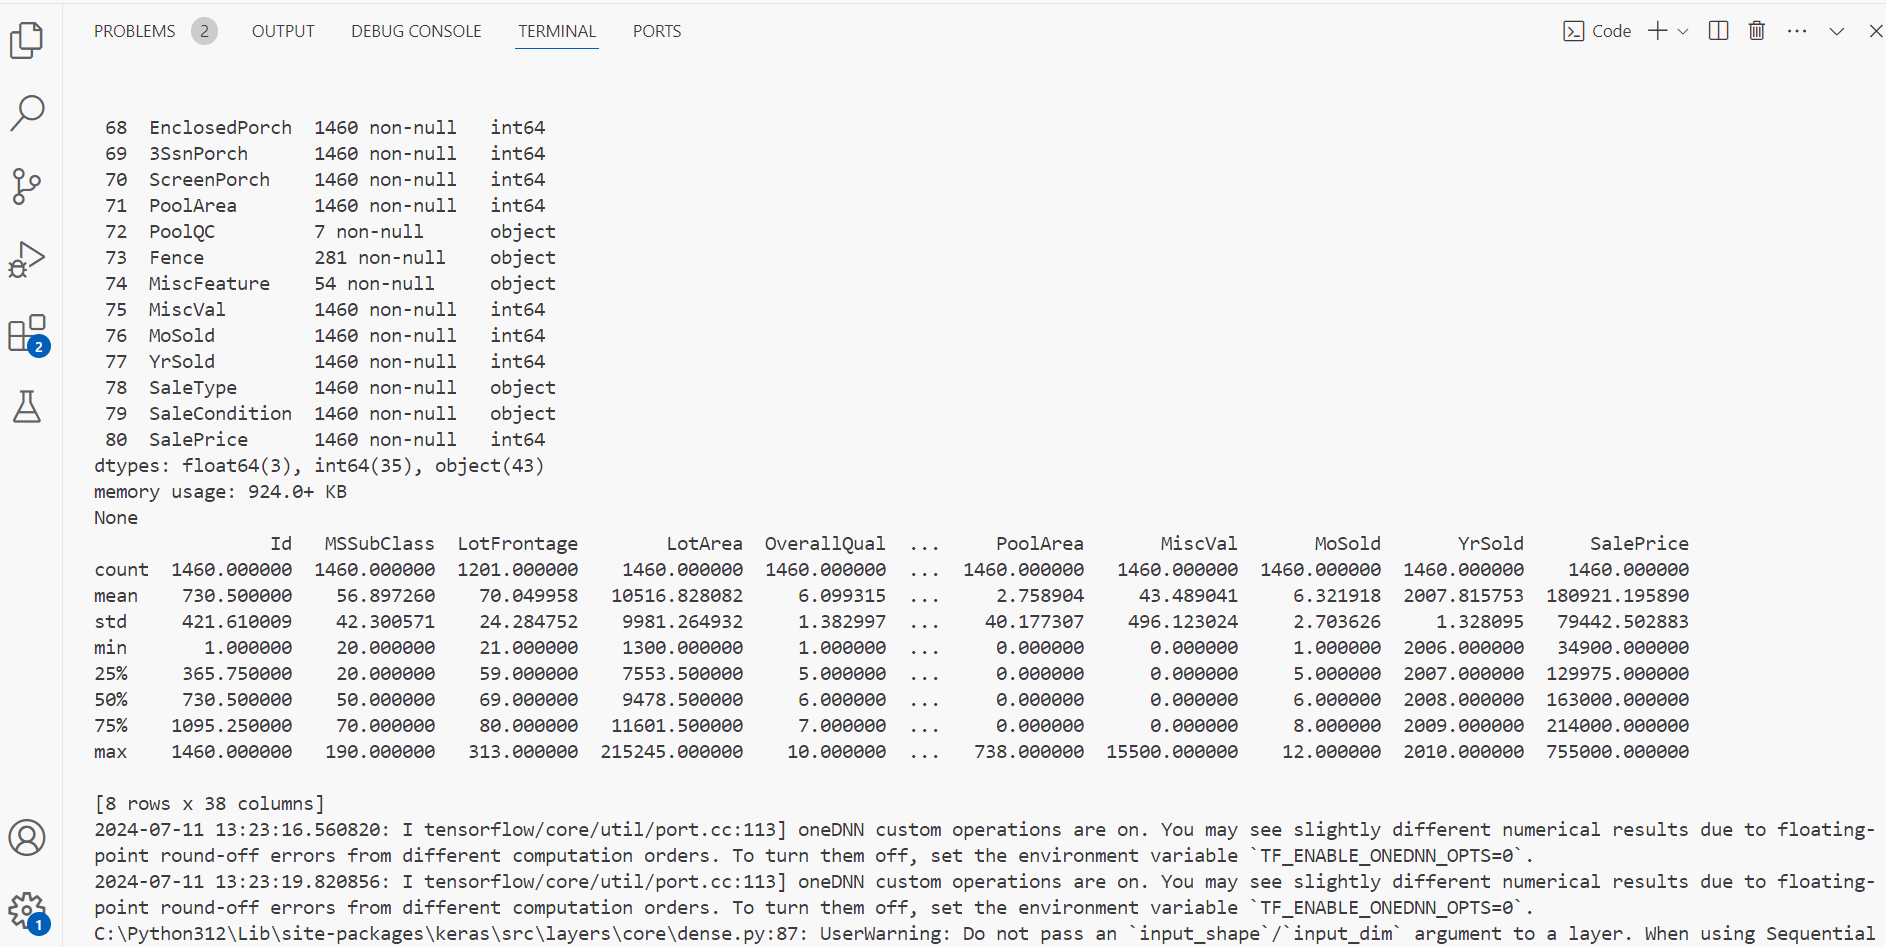 PROBLEMS 2 OUTPUT DEBUG CONSOLE TERMINAL PORTS Code
68 EnclosedPorch 1460 non-null int64
69 3SsnPorch 1460 non-null int64
70 ScreenPorch 1460 non-null int64
71 PoolArea 1460 non-null int64
72 PoolQC 7 non-null object
73 Fence 281 non-null object
74 MiscFeature 54 non-null object
75 MiscVal 1460 non-null int64
76 MoSold 1460 non-null int64
77 YrSold 1460 non-null int64
78 SaleType 1460 non-null object
79 SaleCondition 1460 non-null object
80 SalePrice 1460 non-null int64
dtypes: float64(3), int64(35), object(43)
memory usage: 924.0+ KB
None
Id MSSubClass LotFrontage LotArea OverallQual ... PoolArea MiscVal MoSold YrSold SalePrice
count 1460.000000 1460.000000 1201.000000 1460.000000 1460.000000 ... 1460.000000 1460.000000 1460.000000 1460.000000 1460.000000
mean 730.500000 56.897260 70.049958 10516.828082 6.099315 ... 2.758904 43.489041 6.321918 2007.815753 180921.195890
std 421.610009 42.300571 24.284752 9981.264932 1.382997 ... 40.177307 496.123024 2.703626 1.328095 79442.502883
min 1.000000 20.000000 21.000000 1300.000000 1.000000 ... 0.000000 0.000000 1.000000 2006.000000 34900.000000
25% 365.750000 20.000000 59.000000 7553.500000 5.000000 ... 0.000000 0.000000 5.000000 2007.000000 129975.000000
50% 730.500000 50.000000 69.000000 9478.500000 6.000000 ... 0.000000 0.000000 6.000000 2008.000000 163000.000000
75% 1095.250000 70.000000 80.000000 11601.500000 7.000000 ... 0.000000 0.000000 8.000000 2009.000000 214000.000000
max 1460.000000 190.000000 313.000000 215245.000000 10.000000 ... 738.000000 15500.000000 12.000000 2010.000000 755000.000000
[8 rows x 38 columns]
2024-07-11 13:23:16.560820: I tensorflow/core/util/port.cc:113] oneDNN custom operations are on. You may see slightly different numerical results due to floating-
point round-off errors from different computation orders. To turn them off, set the environment variable `TF_ENABLE_ONEDNN_OPTS=0`.
2024-07-11 13:23:19.820856: I tensorflow/core/util/port.cc:113] oneDNN custom operations are on. You may see slightly different numerical results due to floating-
point round-off errors from different computation orders. To turn them off, set the environment variable `TF_ENABLE_ONEDNN_OPTS=0`.
C:\Python312\Lib\site-packages\keras\src\layers\core\dense.py:87: UserWarning: Do not pass an `input_shape`/`input_dim` argument to a layer. When using Sequential
2
1